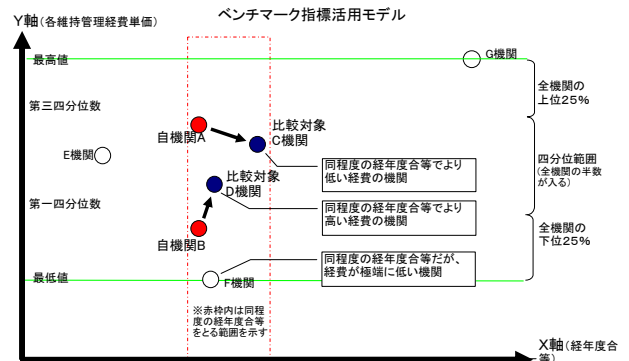 ベンチマーク指標活用モデル
Y軸(各維持管理経費単価)
最高値
G機関
全機関の
上位25%
第三四分位数
自機関A
比較対象
C機関
E機関
同程度の経年度合等でより
低い経費の機関
四分位範囲
(全機関の半数
が入る)
比較対象
D機関
第一四分位数
同程度の経年度合等でより
高い経費の機関
自機関B
全機関の
下位25%
同程度の経年度合等だが、
経費が極端に低い機関
最低値
F機関
※赤枠内は同程
度の経年度合等
をとる範囲を示す
X軸(経年度合
等)